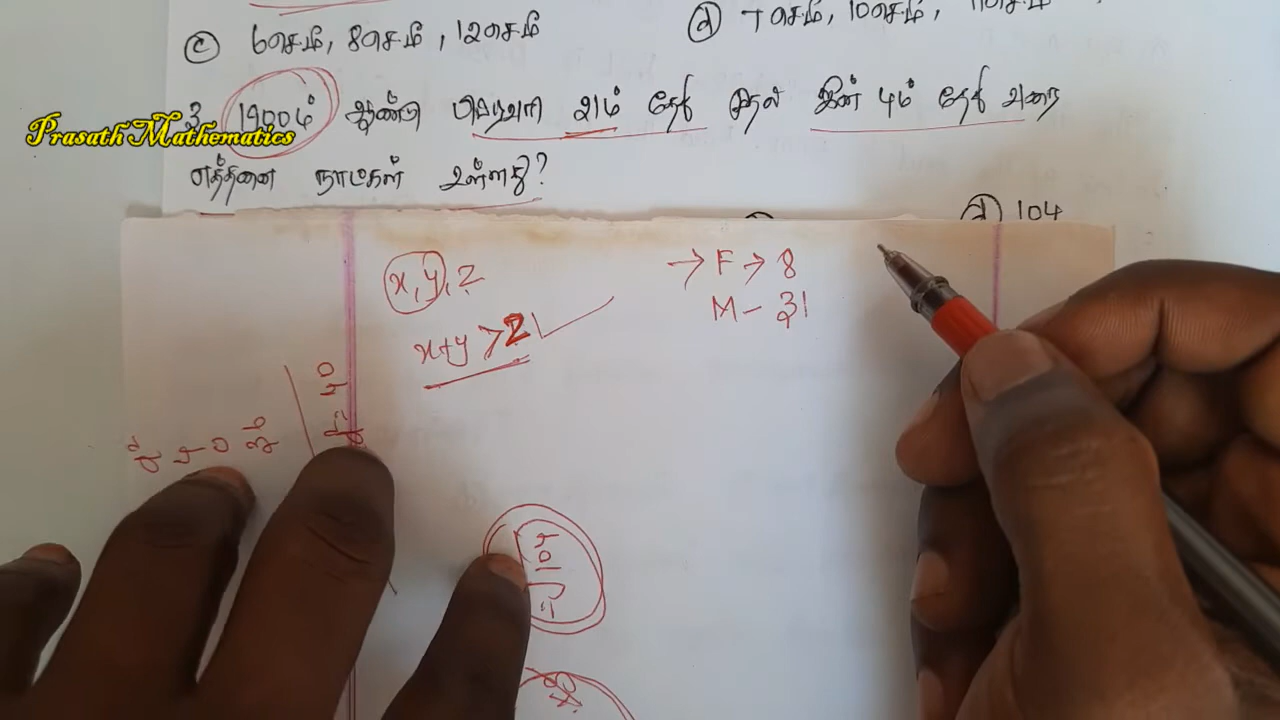 ⓒ 6செ.மீ, 8செ.மீ, 12செ.மீ
ⓓ 7செ.மீ, 10செ.மீ,
3. 1900ம் ஆண்டு பிப்ரவரி 21ம் தேதி முதல் ஜூன் 4ம் தேதி வரை
எத்தனை நாட்கள் உள்ளது?
Prasath Mathematics
ⓓ 104
x, y, z
x+y > z
→ F → 8
M - 31
104